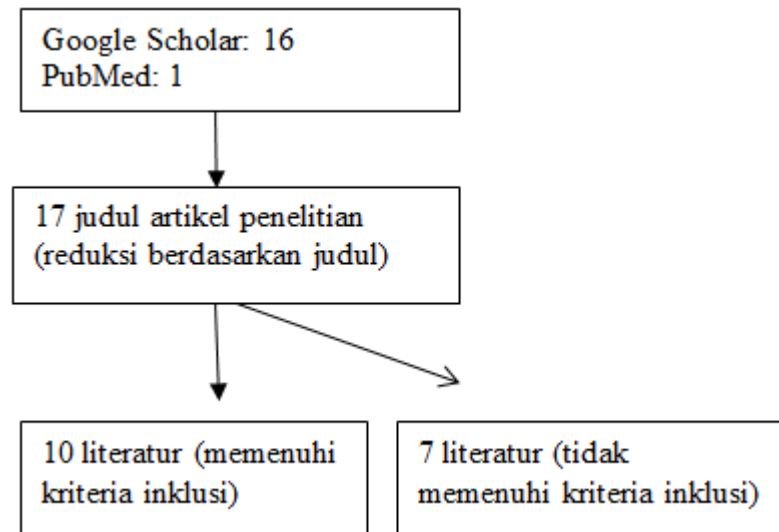 Google Scholar: 16
PubMed: 1
17 judul artikel penelitian
(reduksi berdasarkan judul)
10 literatur (memenuhi
kriteria inklusi)
7 literatur (tidak
memenuhi kriteria inklusi)